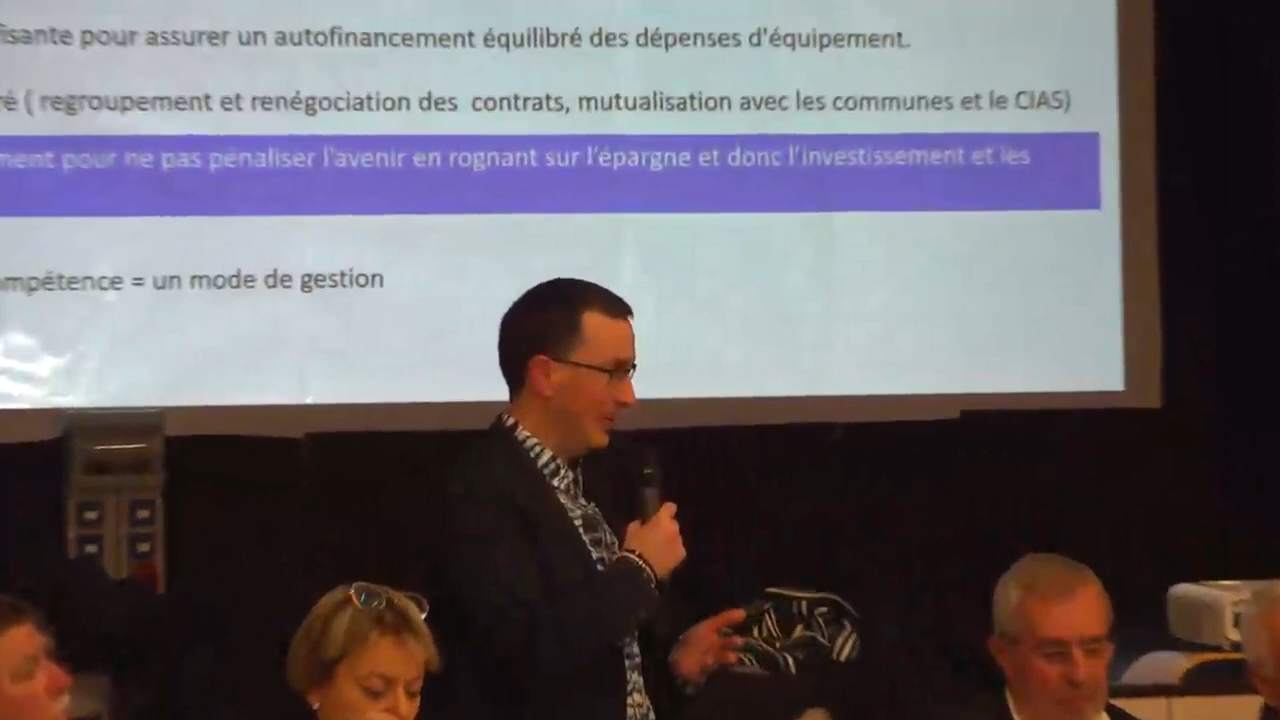 isante pour assurer un autofinancement équilibré des dépenses d'équipement.
ré ( regroupement et renégociation des contrats, mutualisation avec les communes et le CIAS)
ment pour ne pas pénaliser l'avenir en rognant sur l'épargne et donc l'investissement et les
ompétence = un mode de gestion